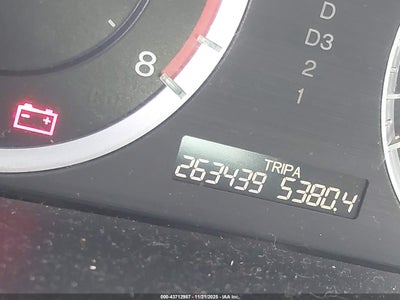 D
D3
2
1
8
TRIPA
263439 5380.4
000-43712987 - 11/21/2025 - IAA Inc.